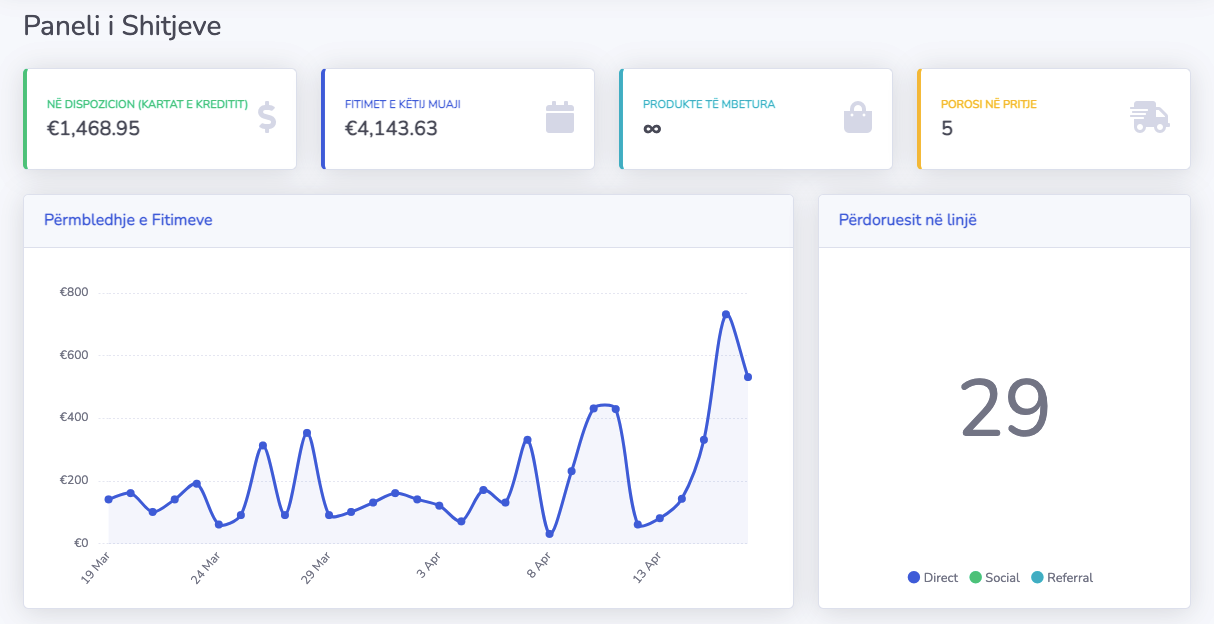 Paneli i Shitjeve
NË DISPOZICION (KARTAT E KREDITIT)
€1,468.95
FITIMET E KËTIJ MUAJI
€4,143.63
PRODUKTE TË MBETURA
∞
POROSI NË PRITJE
5
Përmbledhje e Fitimeve
€800
€600
€400
€200
€0
19 Mar
24 Mar
29 Mar
3 Apr
8 Apr
13 Apr
Përdoruesit në linjë
29
Direct Social Referral